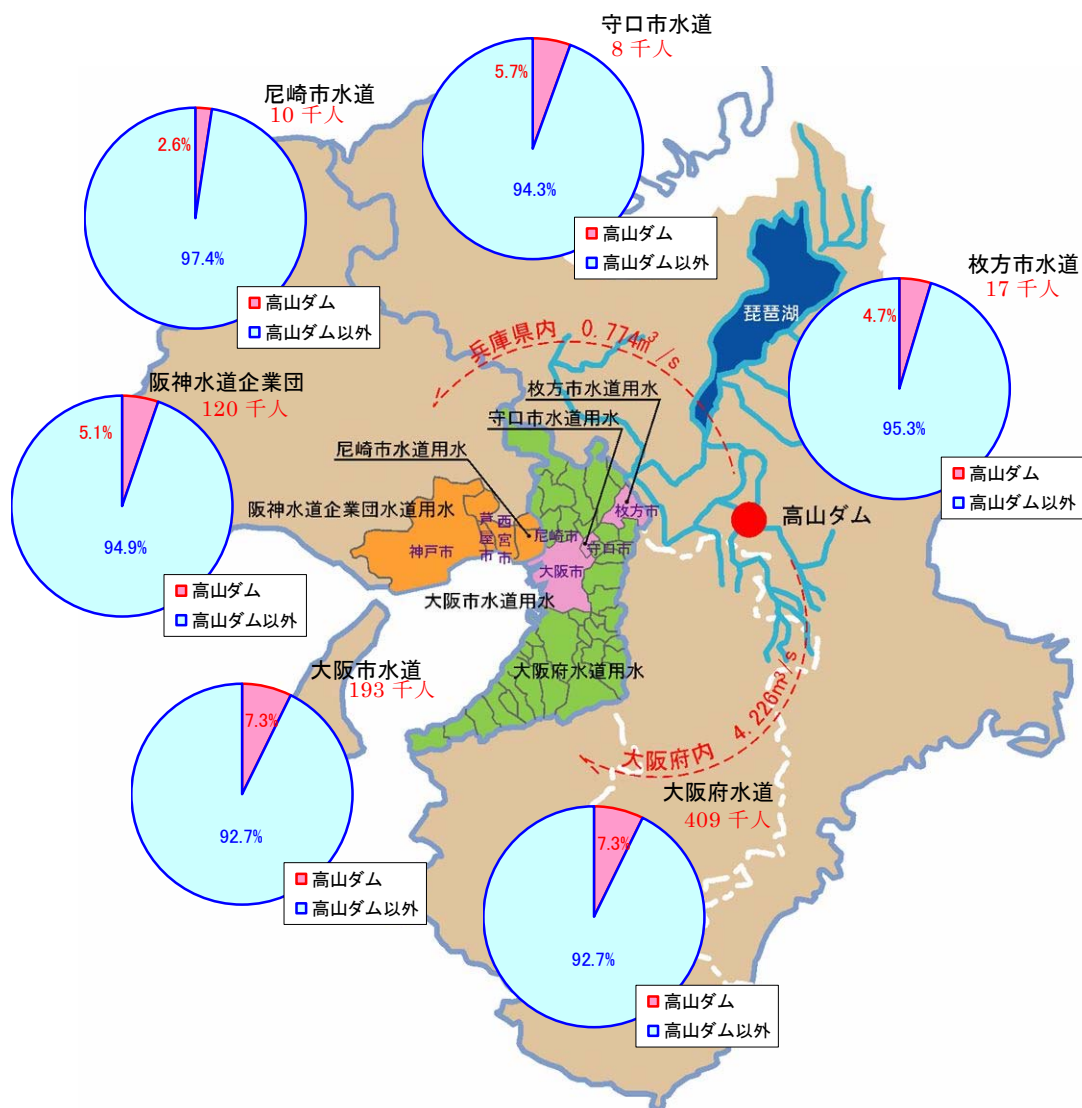 守口市水道
8 千人
5.7%
94.3%
高山ダム
高山ダム以外
尼崎市水道
10 千人
2.6%
97.4%
高山ダム
高山ダム以外
枚方市水道
17 千人
4.7%
95.3%
高山ダム
高山ダム以外
琵琶湖
兵庫県内 0.774m³/s
阪神水道企業団
120 千人
5.1%
94.9%
高山ダム
高山ダム以外
枚方市水道用水
守口市水道用水
尼崎市水道用水
阪神水道企業団水道用水
神戸市
芦屋市
西宮市
尼崎市
守口市
枚方市
大阪市
高山ダム
大阪市水道用水
大阪府水道用水
大阪府内 4.226m³/s
大阪市水道
193 千人
7.3%
92.7%
高山ダム
高山ダム以外
大阪府水道
409 千人
7.3%
92.7%
高山ダム
高山ダム以外